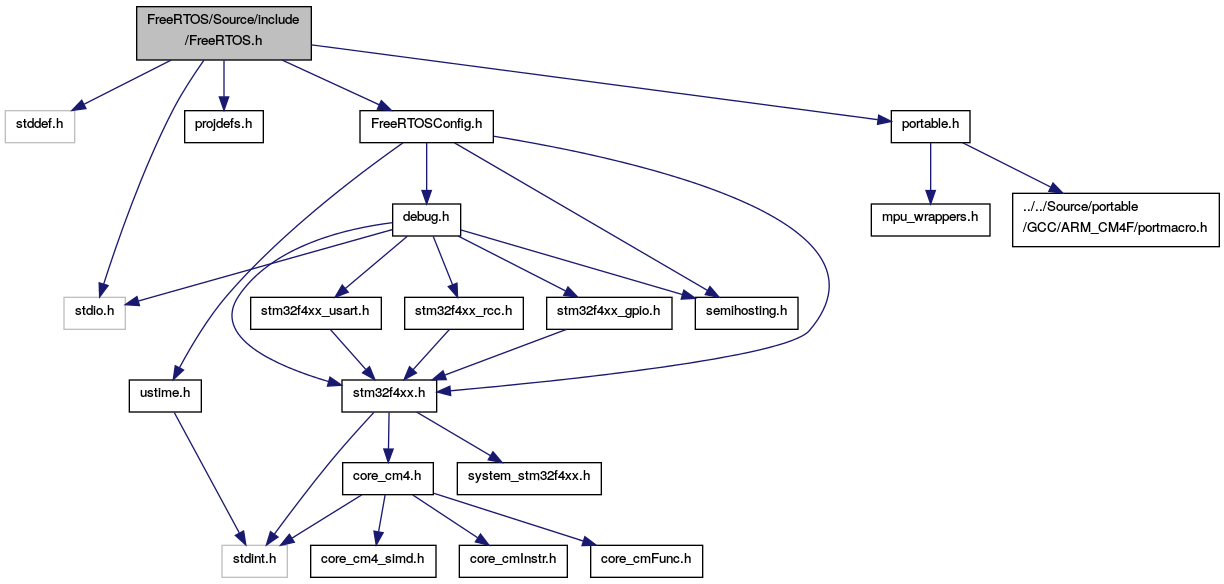 FreeRTOS/Source/include
/FreeRTOS.h
stddef.h
projdefs.h
FreeRTOSConfig.h
portable.h
debug.h
mpu_wrappers.h
../../Source/portable
/GCC/ARM_CM4F/portmacro.h
stdio.h
stm32f4xx_usart.h
stm32f4xx_rcc.h
stm32f4xx_gpio.h
semihosting.h
ustime.h
stm32f4xx.h
core_cm4.h
system_stm32f4xx.h
stdint.h
core_cm4_simd.h
core_cmInstr.h
core_cmFunc.h